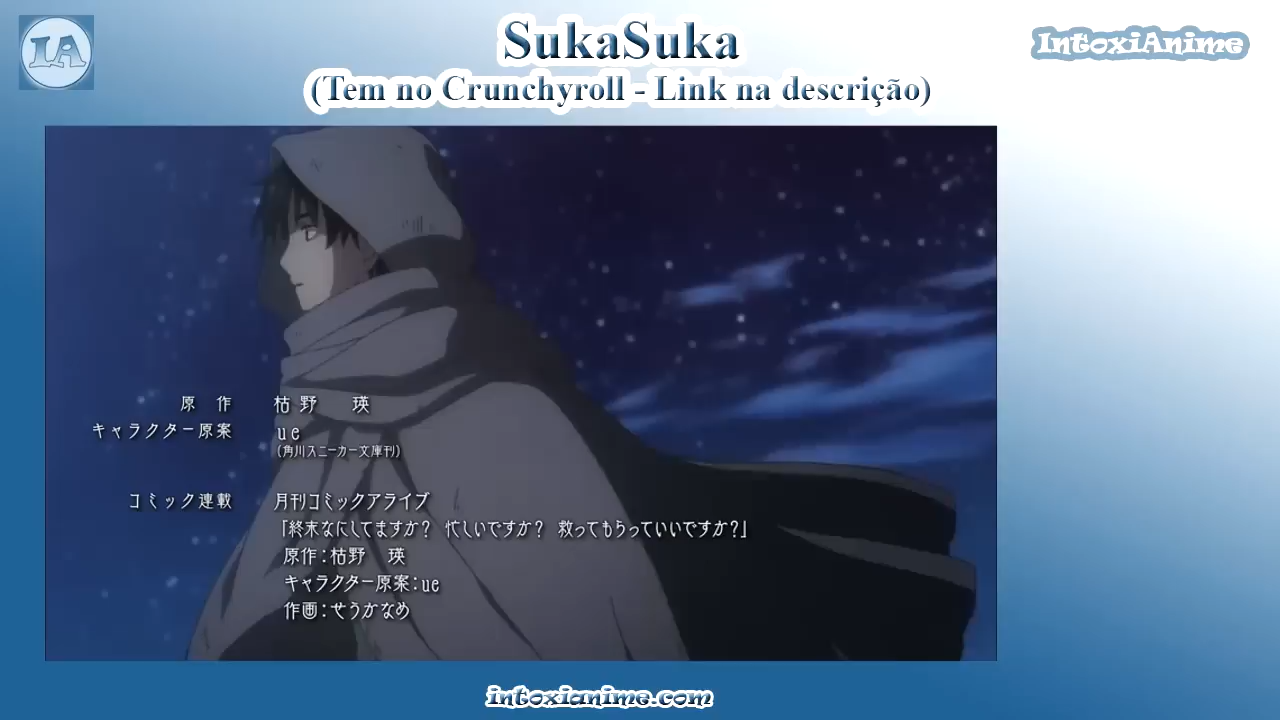 IA
SukaSuka
IntoxiAnime
(Tem no Crunchyroll - Link na descrição)
原 作 枯野 瑛
キャラクター原案 ue
(角川スニーカー文庫刊)
コミック連載 月刊コミックアライブ
「終末なにしてますか? 忙しいですか? 救ってもらっていいですか?」
原作:枯野 瑛
キャラクター原案:ue
作画:せうかなめ
intoxianime.com